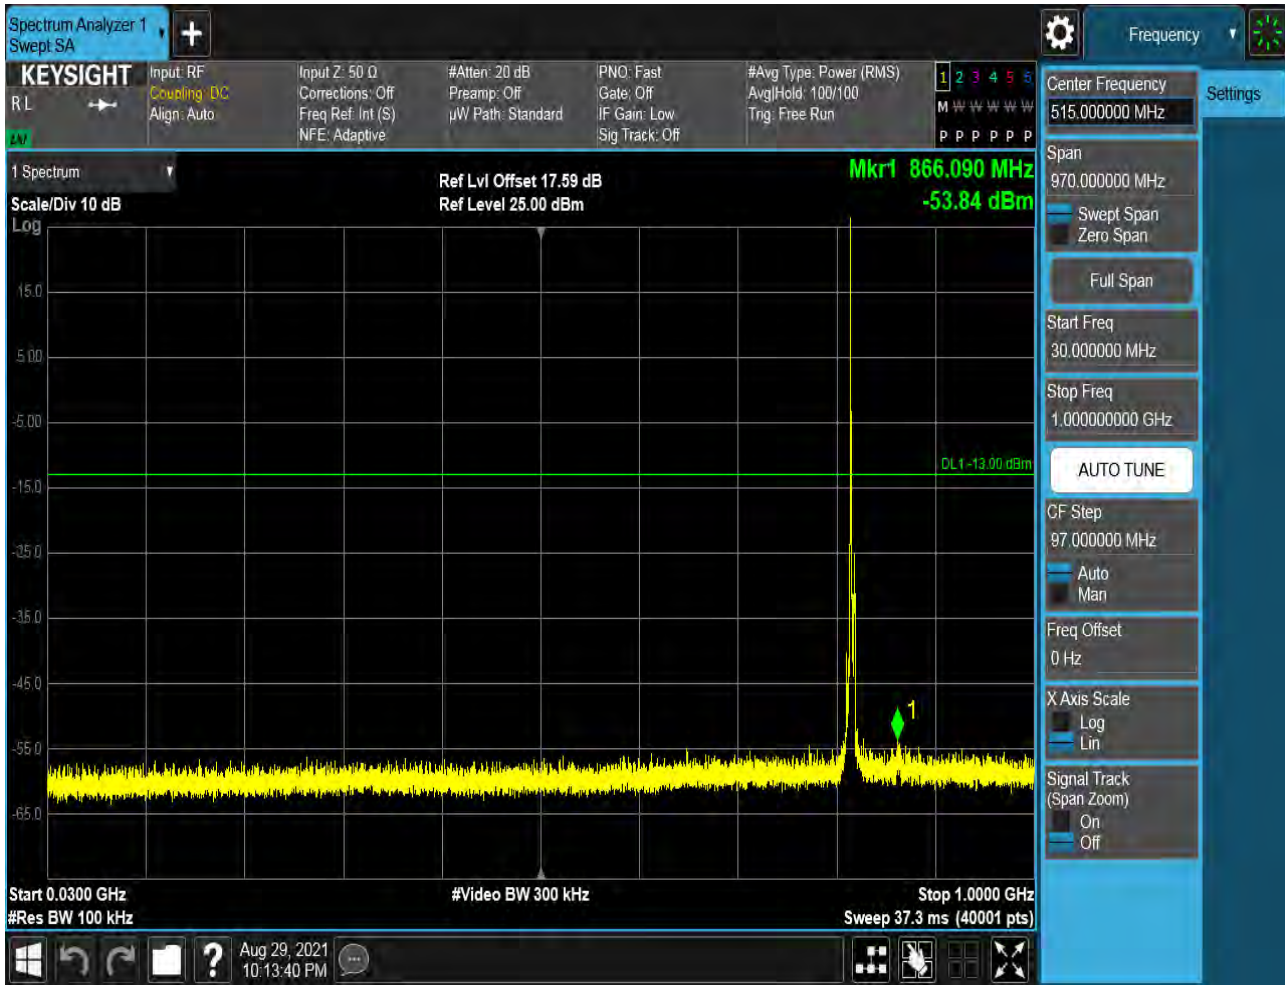 Spectrum Analyzer 1
Swept SA
+
Frequency
KEYSIGHT
R L
LNI
Input: RF
Coupling: DC
Align: Auto
Input Z: 50 Ω
Corrections: Off
Freq Ref: Int (S)
NFE: Adaptive
#Atten: 20 dB
Preamp: Off
µW Path: Standard
PNO: Fast
Gate: Off
IF Gain: Low
Sig Track: Off
#Avg Type: Power (RMS)
Avg|Hold: 100/100
Trig: Free Run
1 2 3 4 5 6
M W W W W W
P P P P P P
1 Spectrum
Scale/Div 10 dB
Log
Ref Lvl Offset 17.59 dB
Ref Level 25.00 dBm
Mkr1 866.090 MHz
-53.84 dBm
15.0
5.00
-5.00
-15.0
-25.0
-35.0
-45.0
-55.0
-65.0
DL1 -13.00 dBm
1
Start 0.0300 GHz
#Res BW 100 kHz
#Video BW 300 kHz
Stop 1.0000 GHz
Sweep 37.3 ms (40001 pts)
Aug 29, 2021
10:13:40 PM
?
Center Frequency
515.000000 MHz
Settings
Span
970.000000 MHz
Swept Span
Zero Span
Full Span
Start Freq
30.000000 MHz
Stop Freq
1.000000000 GHz
AUTO TUNE
CF Step
97.000000 MHz
Auto
Man
Freq Offset
0 Hz
X Axis Scale
Log
Lin
Signal Track
(Span Zoom)
On
Off